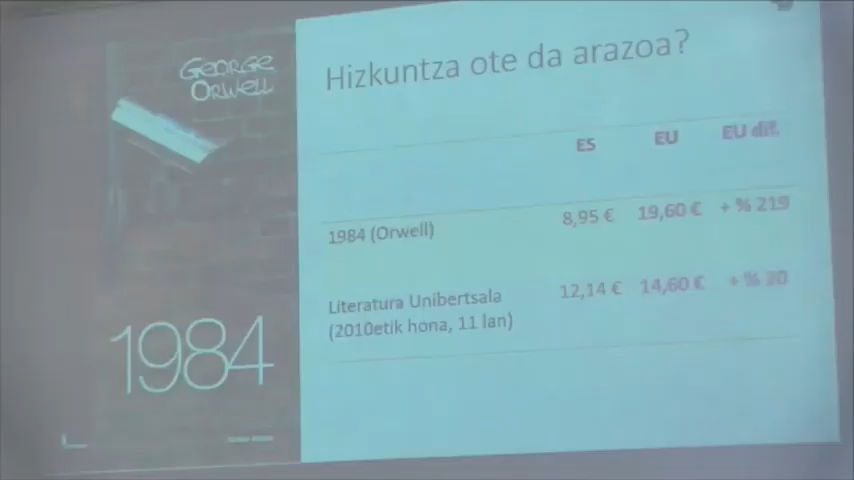 GEORGE
ORWELL
1984
Hizkuntza ote da arazoa?
ES EU EU dif.
1984 (Orwell) 8,95 € 19,60 € + % 219
Literatura Unibertsala
(2010etik hona, 11 lan) 12,14 € 14,60 € + % 20